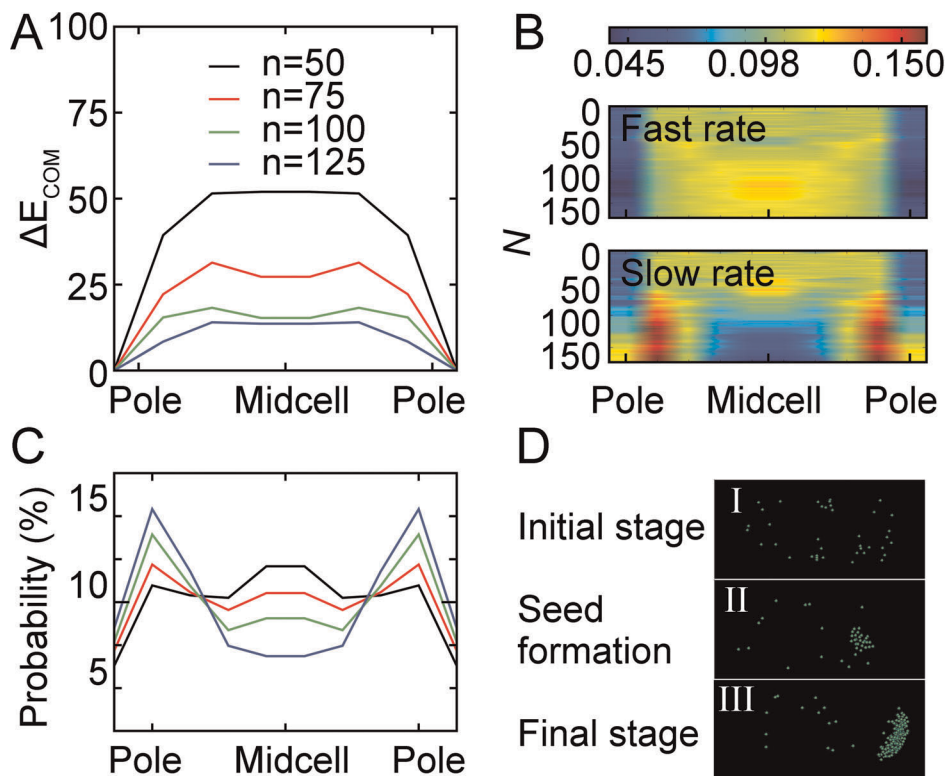 A
100
75
50
25
0
ΔE_COM
n=50
n=75
n=100
n=125
Pole Midcell Pole
B
0.045 0.098 0.150
Fast rate
0
50
100
150
N
Slow rate
0
50
100
150
Pole Midcell Pole
C
Probability (%)
15
10
5
Pole Midcell Pole
D
Initial stage
I
Seed
formation
II
Final stage
III